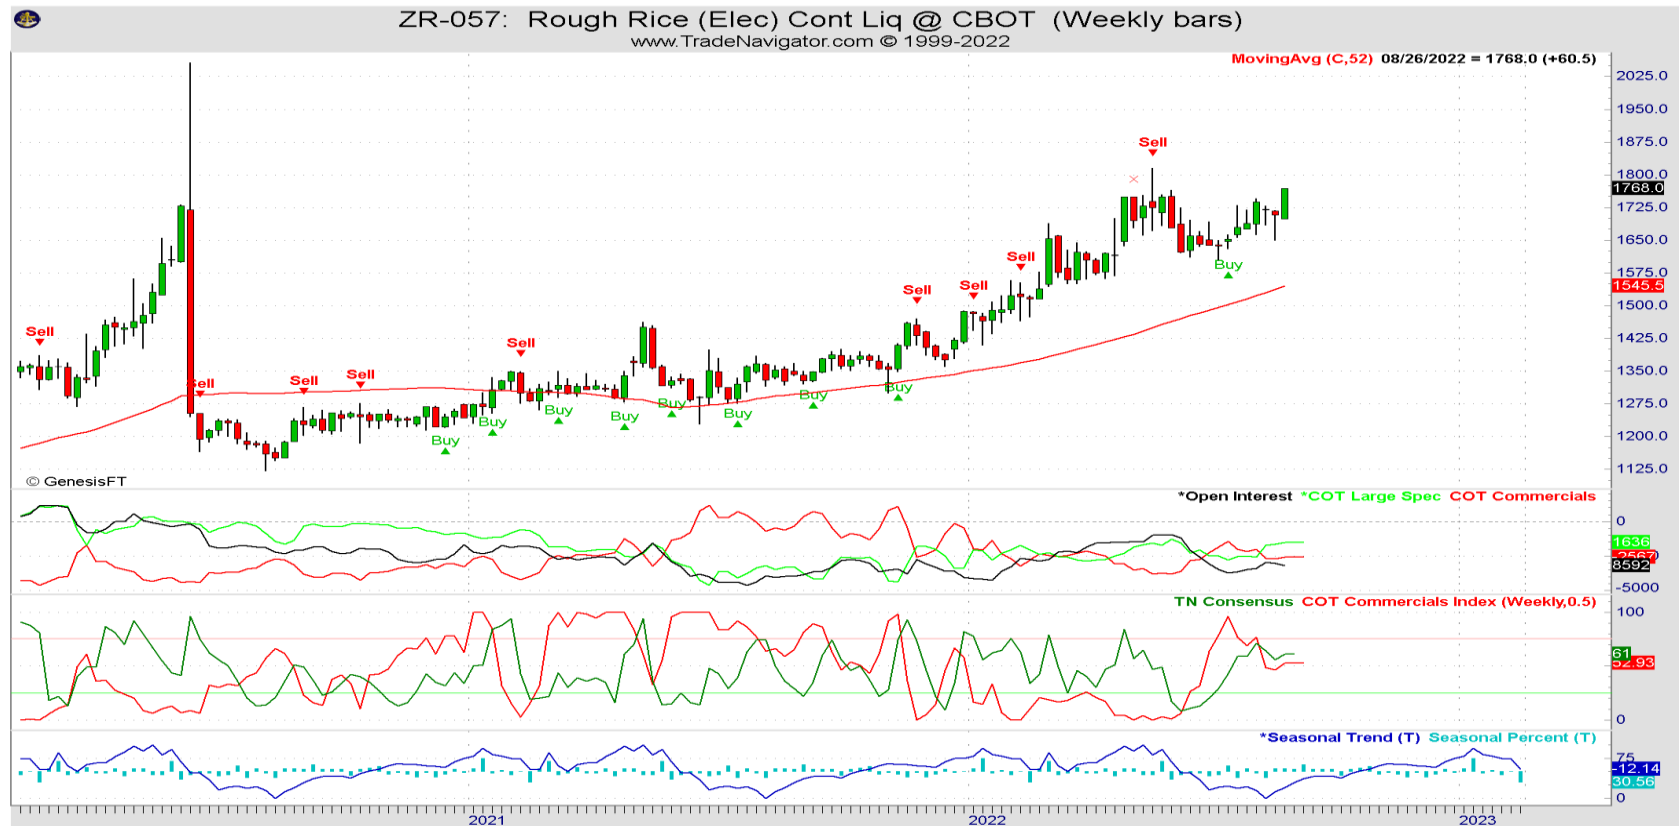 ZR-057: Rough Rice (Elec) Cont Liq @ CBOT (Weekly bars)
www.TradeNavigator.com © 1999-2022
MovingAvg (C,52) 08/26/2022 = 1768.0 (+60.5)
2025.0
1950.0
1875.0
Sell
1800.0
1768.0
1725.0
1650.0
Sell
Buy
1575.0
Sell
Sell
1545.5
1500.0
Sell
Sell
1425.0
1350.0
Sell
Sell
Sell
Buy
Buy
1275.0
Buy
Buy
Buy
Buy
Buy
1200.0
Buy
1125.0
© GenesisFT
*Open Interest *COT Large Spec COT Commercials
0
1636
8592
-5000
TN Consensus COT Commercials Index (Weekly,0.5)
100
61
52.93
0
*Seasonal Trend (T) Seasonal Percent (T)
75
-12.14
30.56
0
2021 2022 2023